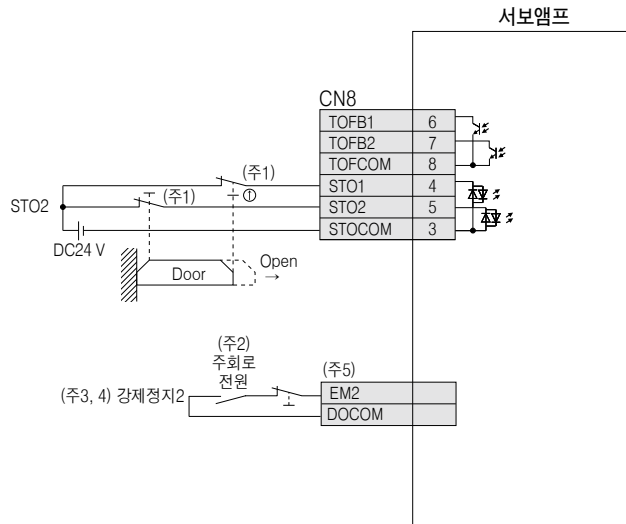 서보앰프
CN8
TOFB1 6
TOFB2 7
TOFCOM 8
(주1) STO1 4
STO2 (주1) STO2 5
STOCOM 3
DC24 V
Door Open
(주2)
주회로
전원
(주5)
(주3, 4) 강제정지2 EM2
DOCOM